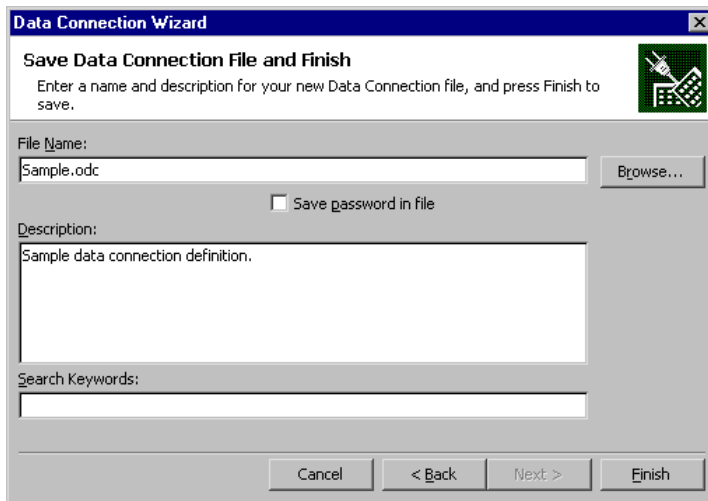 Data Connection Wizard
Save Data Connection File and Finish
Enter a name and description for your new Data Connection file, and press Finish to
save.
File Name:
Sample.odc
Browse...
Save password in file
Description:
Sample data connection definition.
Search Keywords:
Cancel
< Back
Next >
Finish